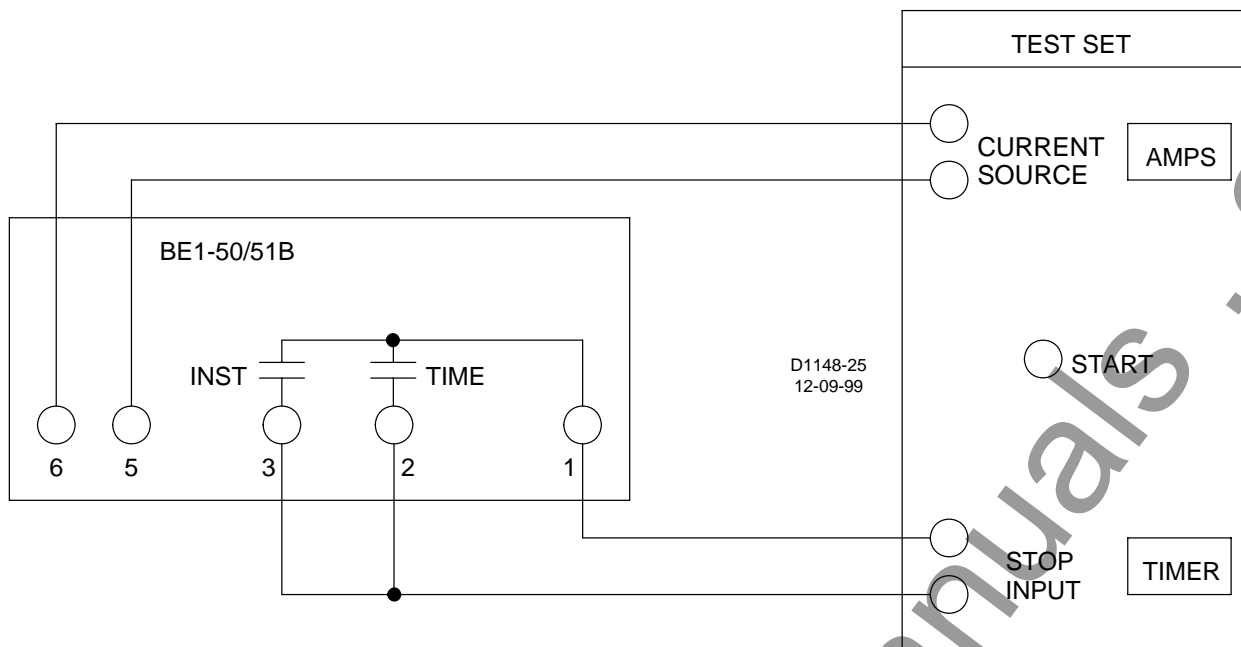 TEST SET
CURRENT
SOURCE
AMPS
BE1-50/51B
INST
TIME
D1148-25
12-09-99
START
6
5
3
2
1
STOP
INPUT
TIMER